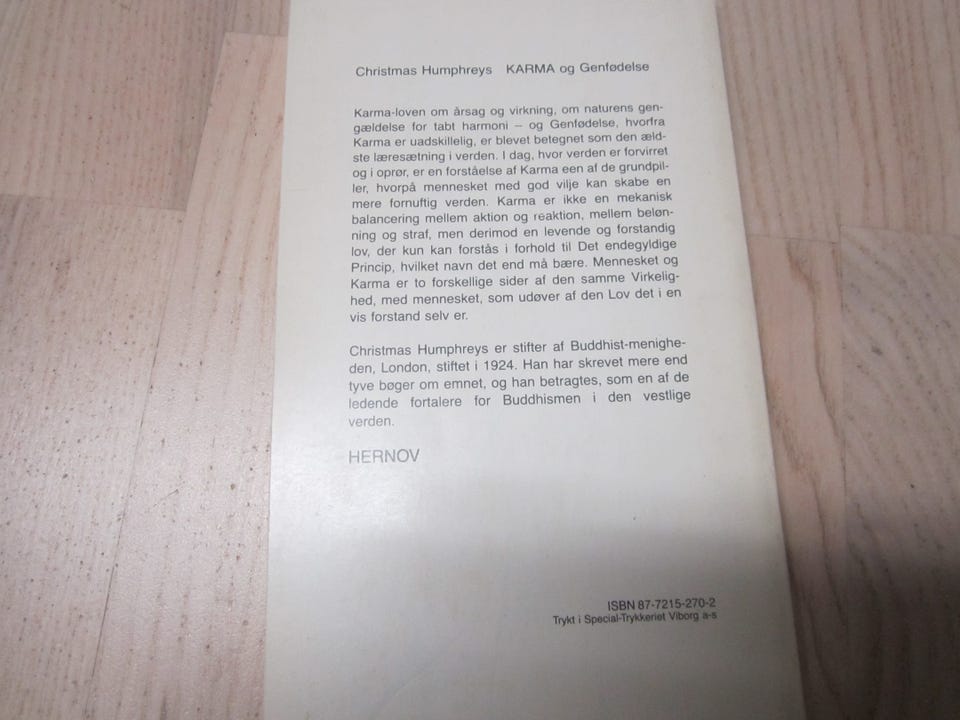 Christmas Humphreys KARMA og Genfødelse
Karma-loven om årsag og virkning, om naturens gen-
gældelse for tabt harmoni – og Genfødelse, hvorfra
Karma er uadskillelig, er blevet betegnet som den æld-
ste læresætning i verden. I dag, hvor verden er forvirret
og i oprør, er en forståelse af Karma een af de grundpil-
ler, hvorpå mennesket med god vilje kan skabe en
mere fornuftig verden. Karma er ikke en mekanisk
balancering mellem aktion og reaktion, mellem beløn-
ning og straf, men derimod en levende og forstandig
lov, der kun kan forstås i forhold til Det endegyldige
Princip, hvilket navn det end må bære. Mennesket og
Karma er to forskellige sider af den samme Virkelig-
hed, med mennesket, som udøver af den Lov det i en
vis forstand selv er.
Christmas Humphreys er stifter af Buddhist-menighe-
den, London, stiftet i 1924. Han har skrevet mere end
tyve bøger om emnet, og han betragtes, som en af de
ledende fortalere for Buddhismen i den vestlige
verden.
HERNOV
ISBN 87-7215-270-2
Trykt i Special-Trykkeriet Viborg a-s